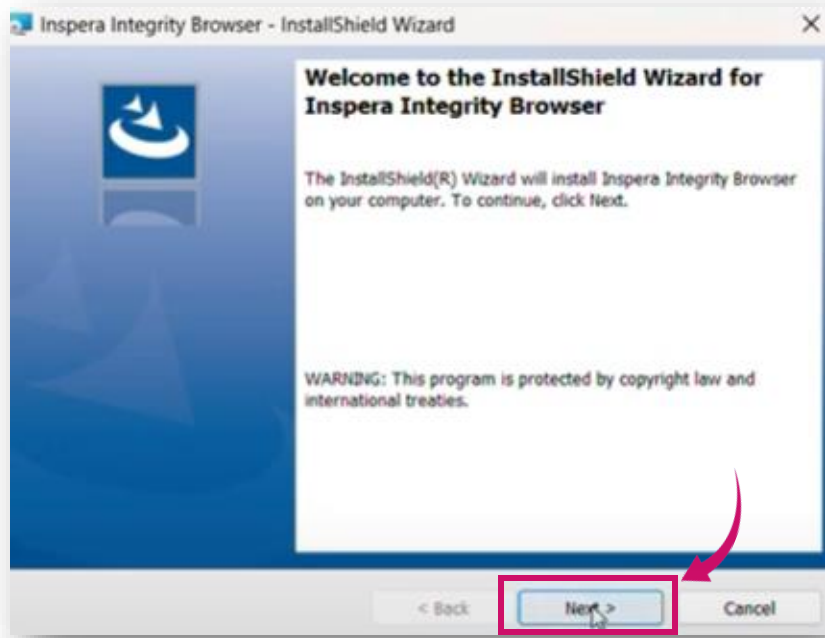 Inspera Integrity Browser - InstallShield Wizard
Welcome to the InstallShield Wizard for
Inspera Integrity Browser
The InstallShield(R) Wizard will install Inspera Integrity Browser
on your computer. To continue, click Next.
WARNING: This program is protected by copyright law and
international treaties.
< Back
Next >
Cancel